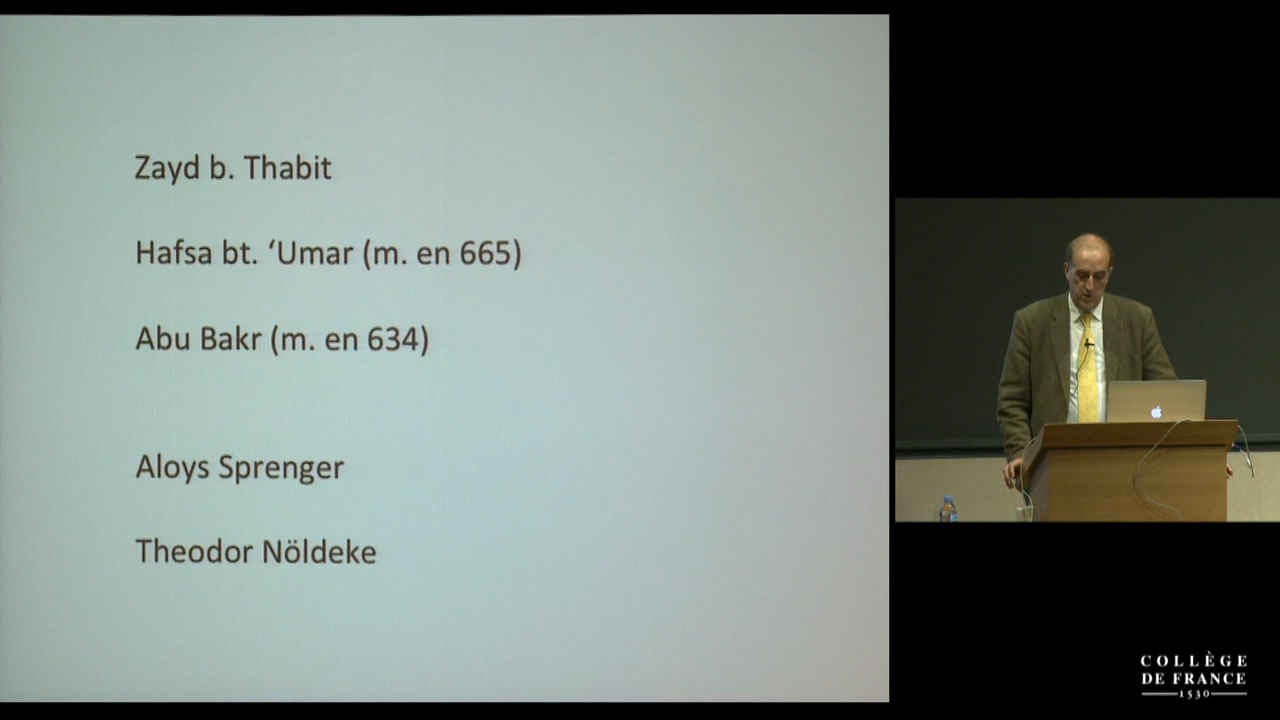 Zayd b. Thabit
Hafsa bt. ‘Umar (m. en 665)
Abu Bakr (m. en 634)
Aloys Sprenger
Theodor Nöldeke
COLLÈGE
DE FRANCE
1530